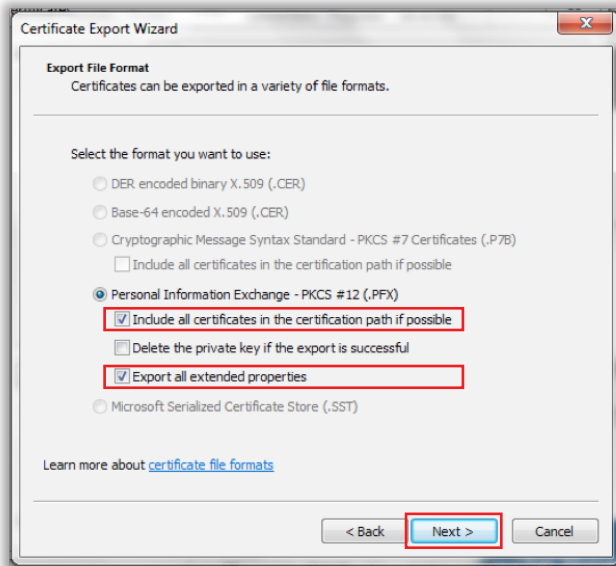 Certificate Export Wizard
Export File Format
Certificates can be exported in a variety of file formats.
Select the format you want to use:
DER encoded binary X.509 (.CER)
Base-64 encoded X.509 (.CER)
Cryptographic Message Syntax Standard - PKCS #7 Certificates (.P7B)
Include all certificates in the certification path if possible
Personal Information Exchange - PKCS #12 (.PFX)
Include all certificates in the certification path if possible
Delete the private key if the export is successful
Export all extended properties
Microsoft Serialized Certificate Store (.SST)
Learn more about certificate file formats
< Back Next > Cancel